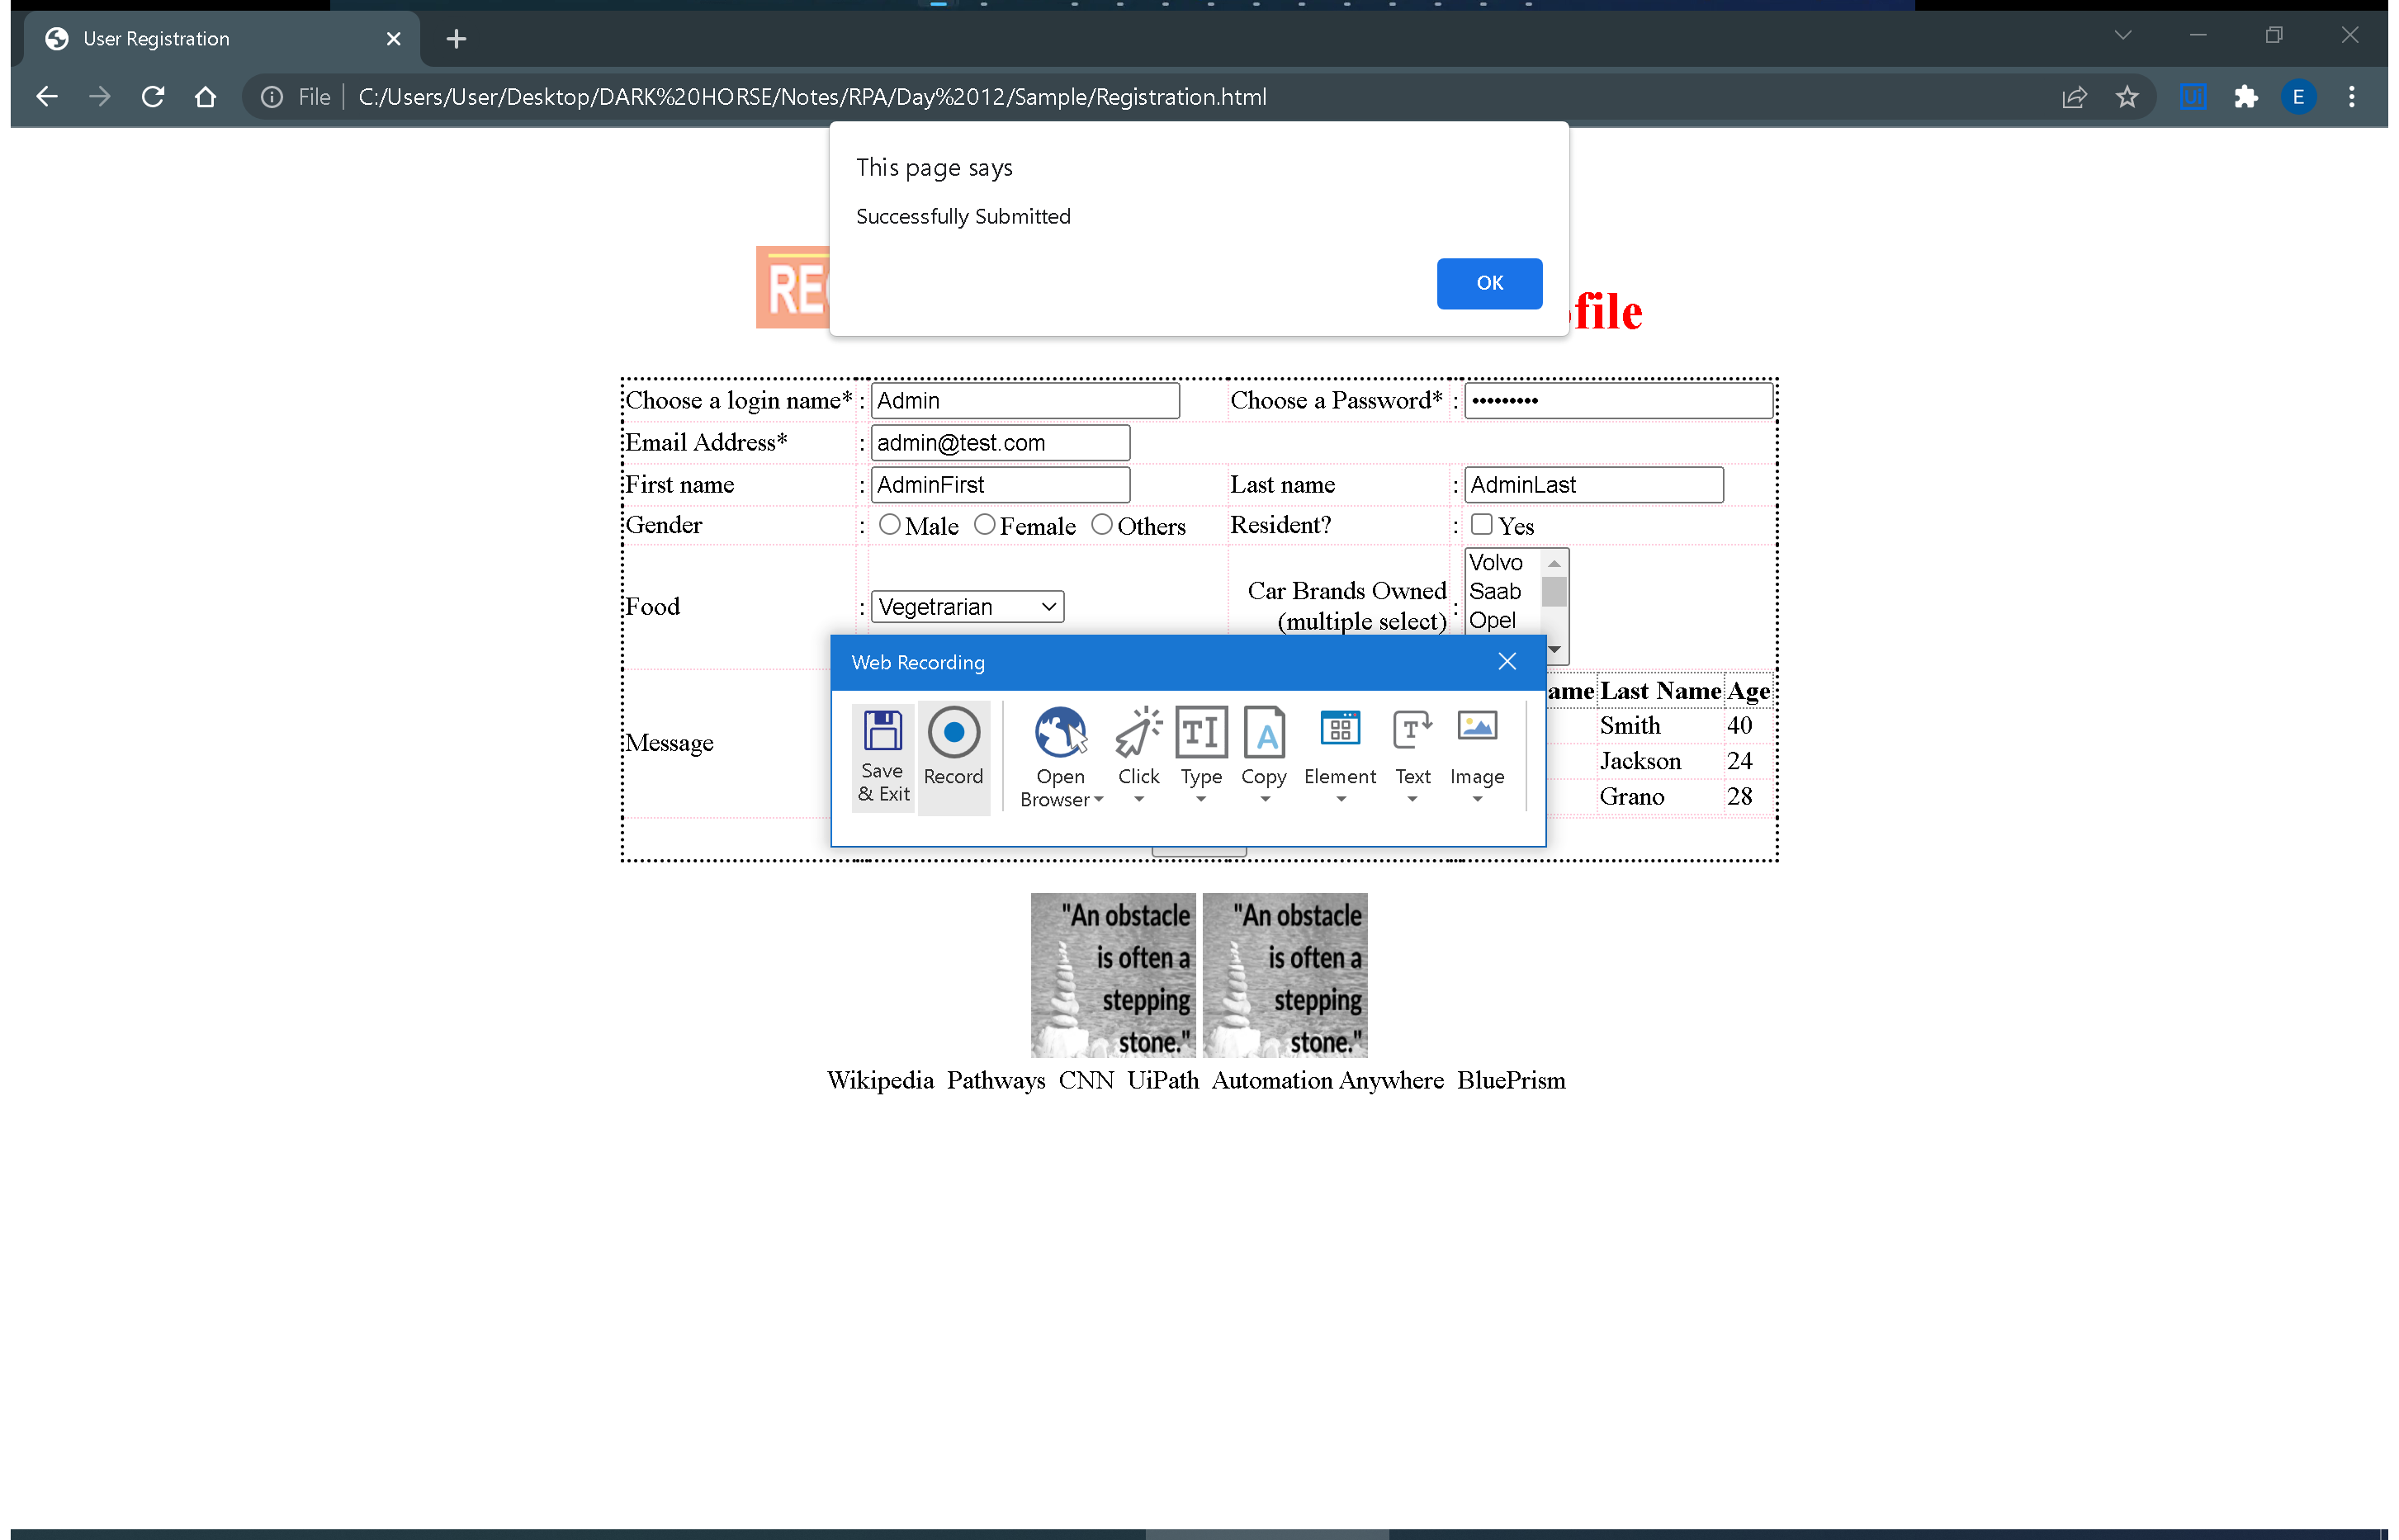 User Registration
File C:/Users/User/Desktop/DARK%20HORSE/Notes/RPA/Day%2012/Sample/Registration.html
Ui E
This page says
Successfully Submitted
OK
Choose a login name* : Admin Choose a Password* : •••••••••
Email Address* : admin@test.com
First name : AdminFirst Last name : AdminLast
Gender : Male Female Others Resident? : Yes
Food : Vegetrarian Car Brands Owned (multiple select) :
Volvo
Saab
Opel
Web Recording
Save & Exit
Record
Open Browser
Click
Type
Copy
Element
Text
Image
Message
Last Name Age
Smith 40
Jackson 24
Grano 28
"An obstacle
is often a
stepping
stone."
"An obstacle
is often a
stepping
stone."
Wikipedia Pathways CNN UiPath Automation Anywhere BluePrism